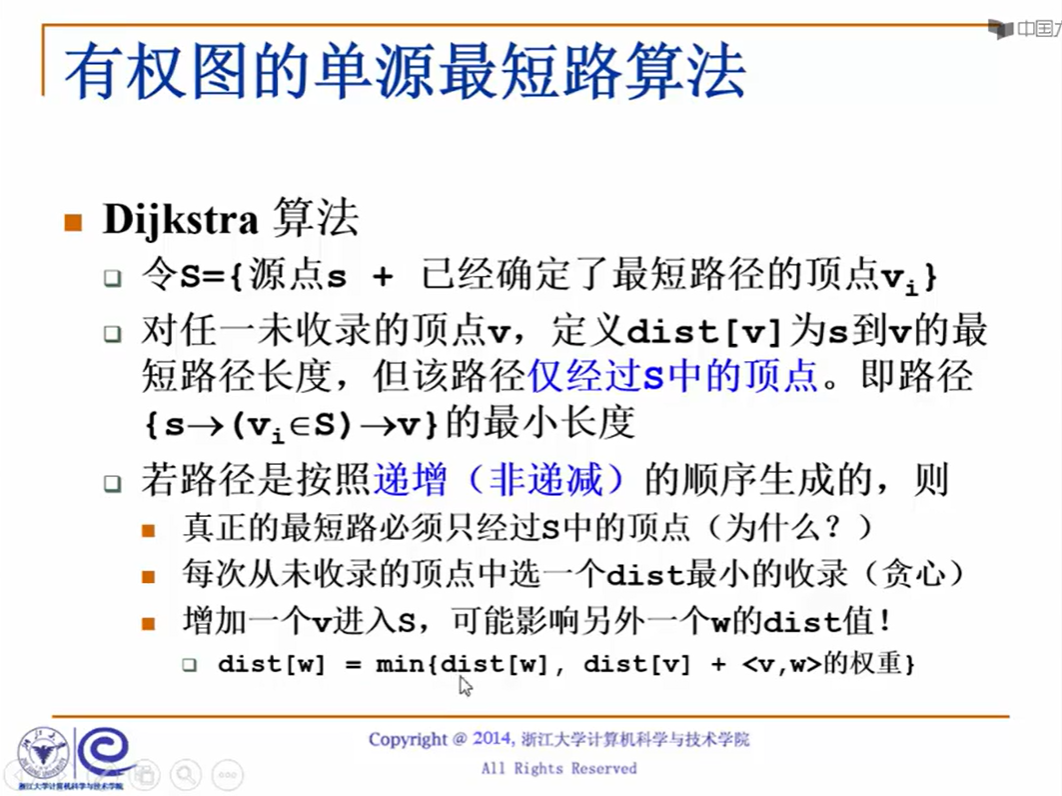 中国大
有权图的单源最短路算法
Dijkstra 算法
令S={源点s + 已经确定了最短路径的顶点vi}
对任一未收录的顶点v，定义dist[v]为s到v的最
短路径长度，但该路径仅经过S中的顶点。即路径
{s→(vi∈S)→v}的最小长度
若路径是按照递增（非递减）的顺序生成的，则
真正的最短路必须只经过S中的顶点（为什么？）
每次从未收录的顶点中选一个dist最小的收录（贪心）
增加一个v进入S，可能影响另外一个w的dist值！
dist[w] = min{dist[w], dist[v] + <v,w>的权重}
Copyright @ 2014, 浙江大学计算机科学与技术学院
All Rights Reserved
浙江大学计算机科学与技术学院